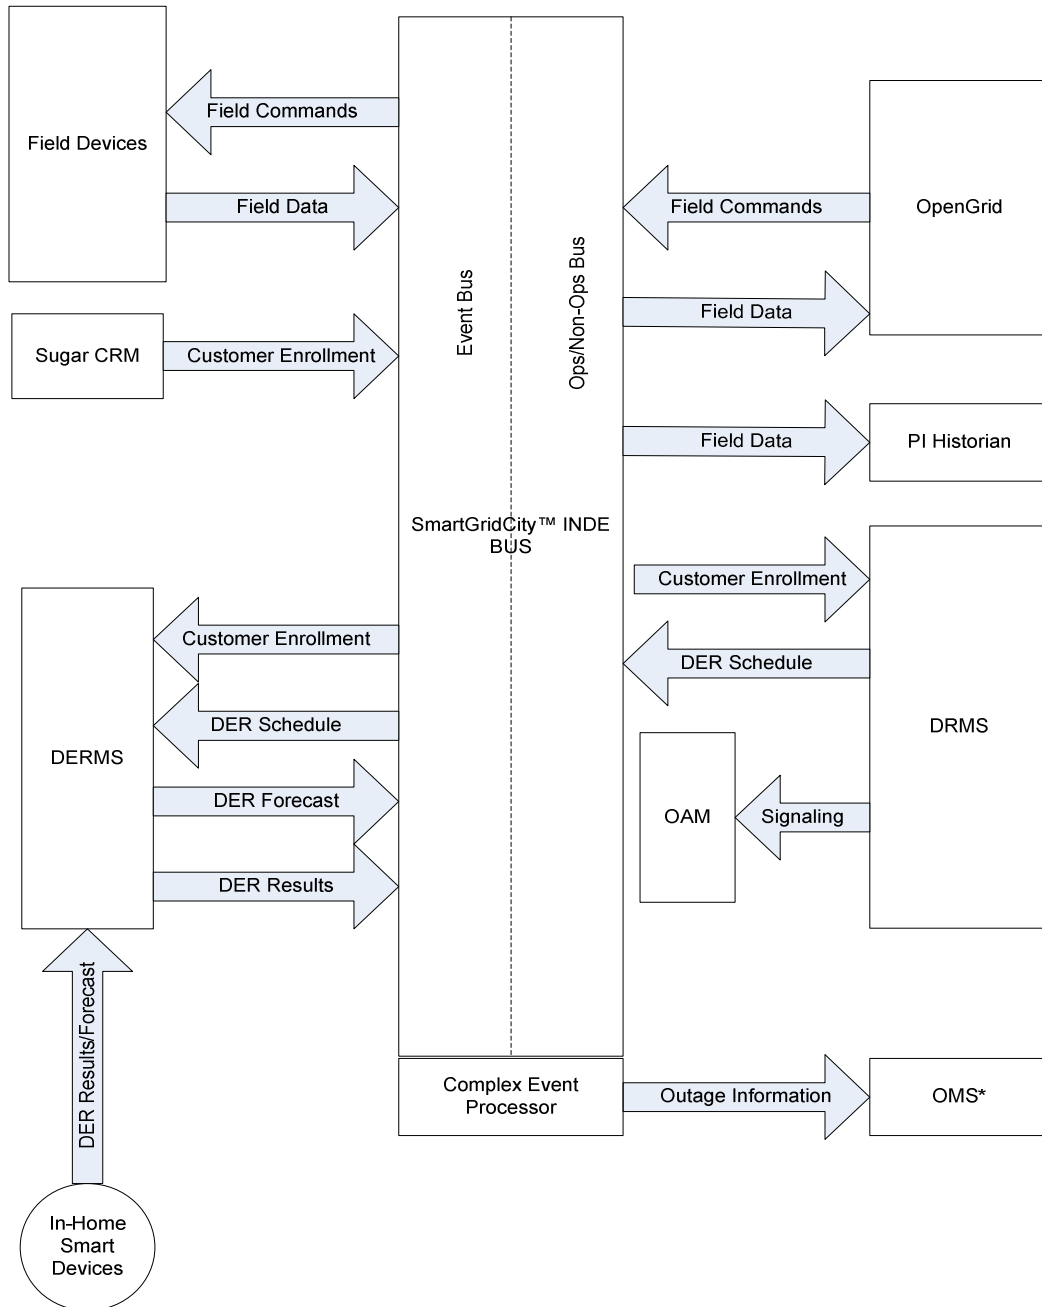 Field Devices
Field Commands
Field Data
Sugar CRM
Customer Enrollment
Event Bus
Ops/Non-Ops Bus
SmartGridCity™ INDE
BUS
Field Commands
OpenGrid
Field Data
Field Data
PI Historian
Customer Enrollment
DER Schedule
DRMS
OAM
Signaling
Customer Enrollment
DER Schedule
DERMS
DER Forecast
DER Results
DER Results/Forecast
In-Home
Smart
Devices
Complex Event
Processor
Outage Information
OMS*